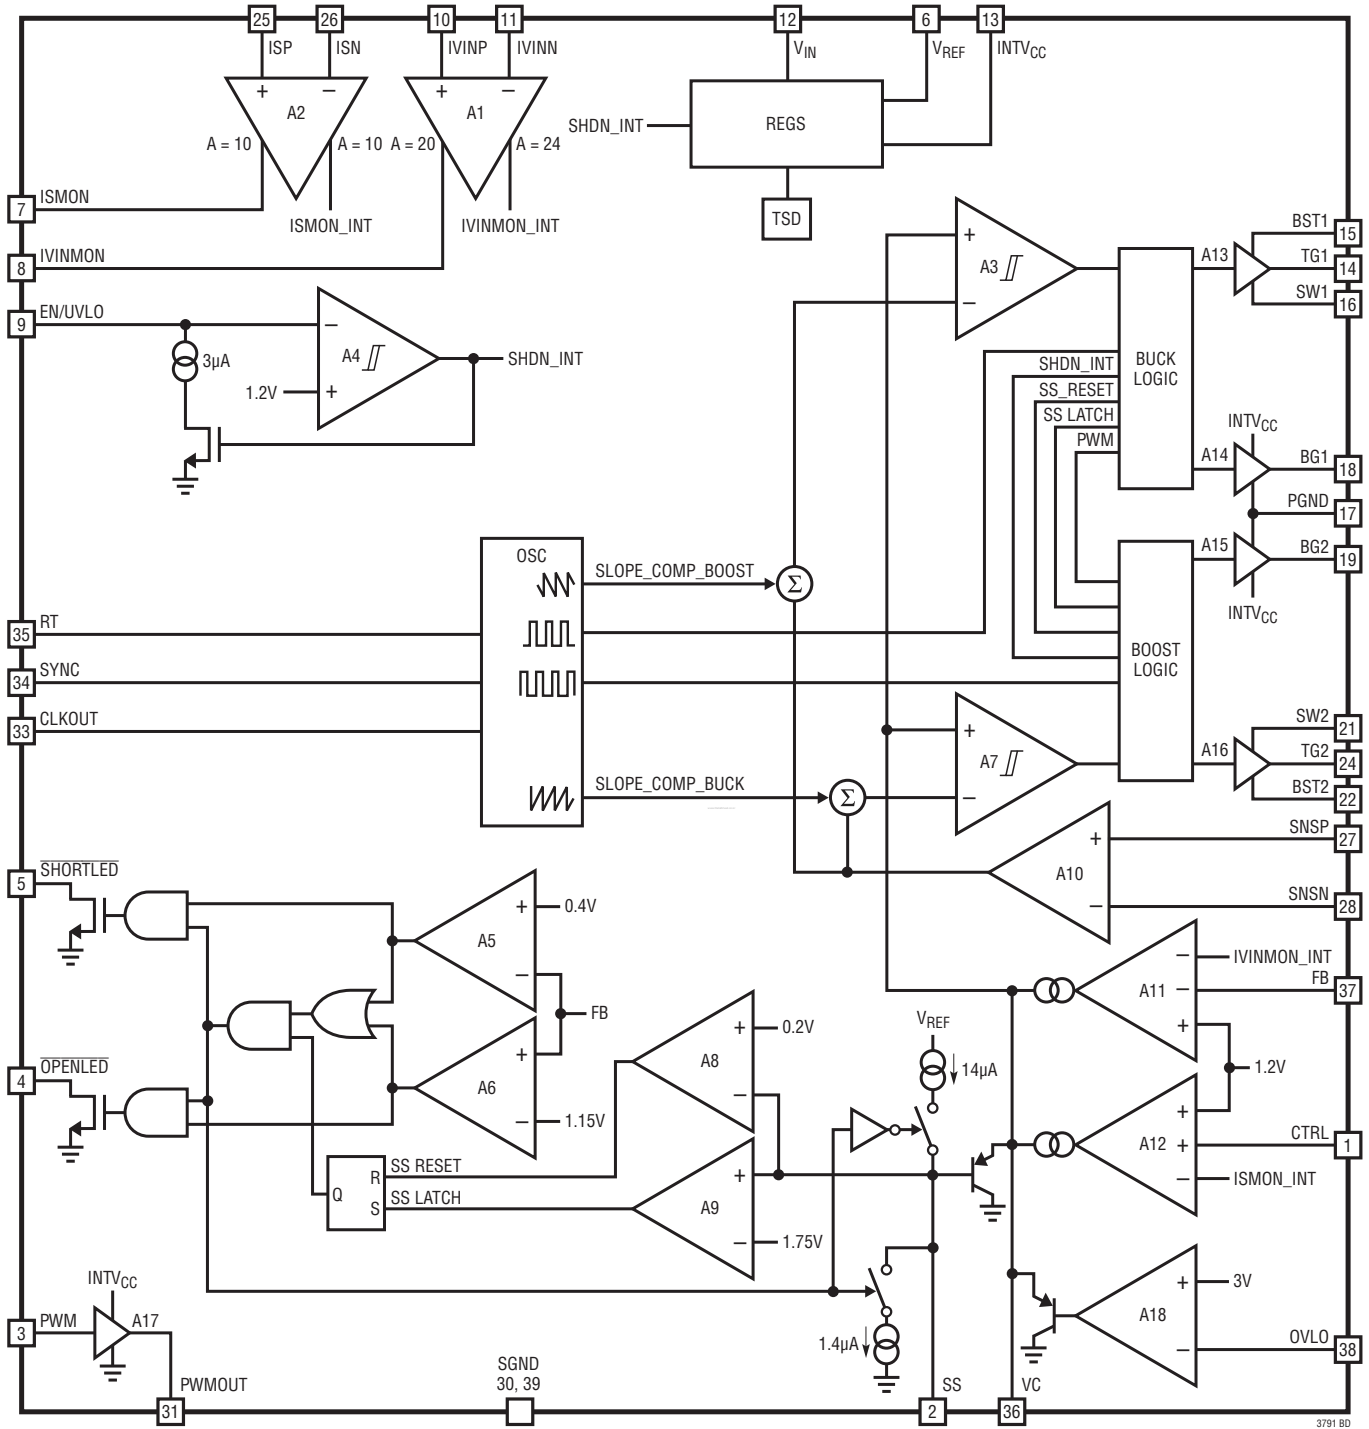 25 26 10 11 12 6 13
ISP ISN IVINP IVINN VIN VREF INTVCC
+ – + –
A2 A1 REGS
SHDN_INT
A = 10 A = 10 A = 20 A = 24
7 ISMON
ISMON_INT IVINMON_INT TSD
8 IVINMON
BST1 15
+ A13 TG1 14
A3
– SW1 16
9 EN/UVLO
–
3µA A4 SHDN_INT
1.2V +
SHDN_INT BUCK
SS_RESET LOGIC
SS LATCH
PWM
INTVCC
A14 BG1 18
PGND 17
A15 BG2 19
INTVCC
OSC
SLOPE_COMP_BOOST Σ
35 RT
34 SYNC
BOOST
LOGIC
33 CLKOUT
SW2 21
+ A16 TG2 24
A7
– BST2 22
SLOPE_COMP_BUCK Σ
SNSP 27
+
A10
– SNSN 28
5 SHORTLED
+ 0.4V
A5
–
FB
+
A6
– 1.15V
4 OPENLED
– IVINMON_INT
– FB 37
A11
+
1.2V
+ 0.2V
A8
–
VREF
14µA
+
A12 + CTRL 1
– ISMON_INT
R SS RESET
Q
S SS LATCH
+
A9
– 1.75V
INTVCC
3 PWM A17
+ 3V
A18
– OVLO 38
1.4µA
PWMOUT 31
SGND
30, 39
SS 2
VC 36
3791 BD